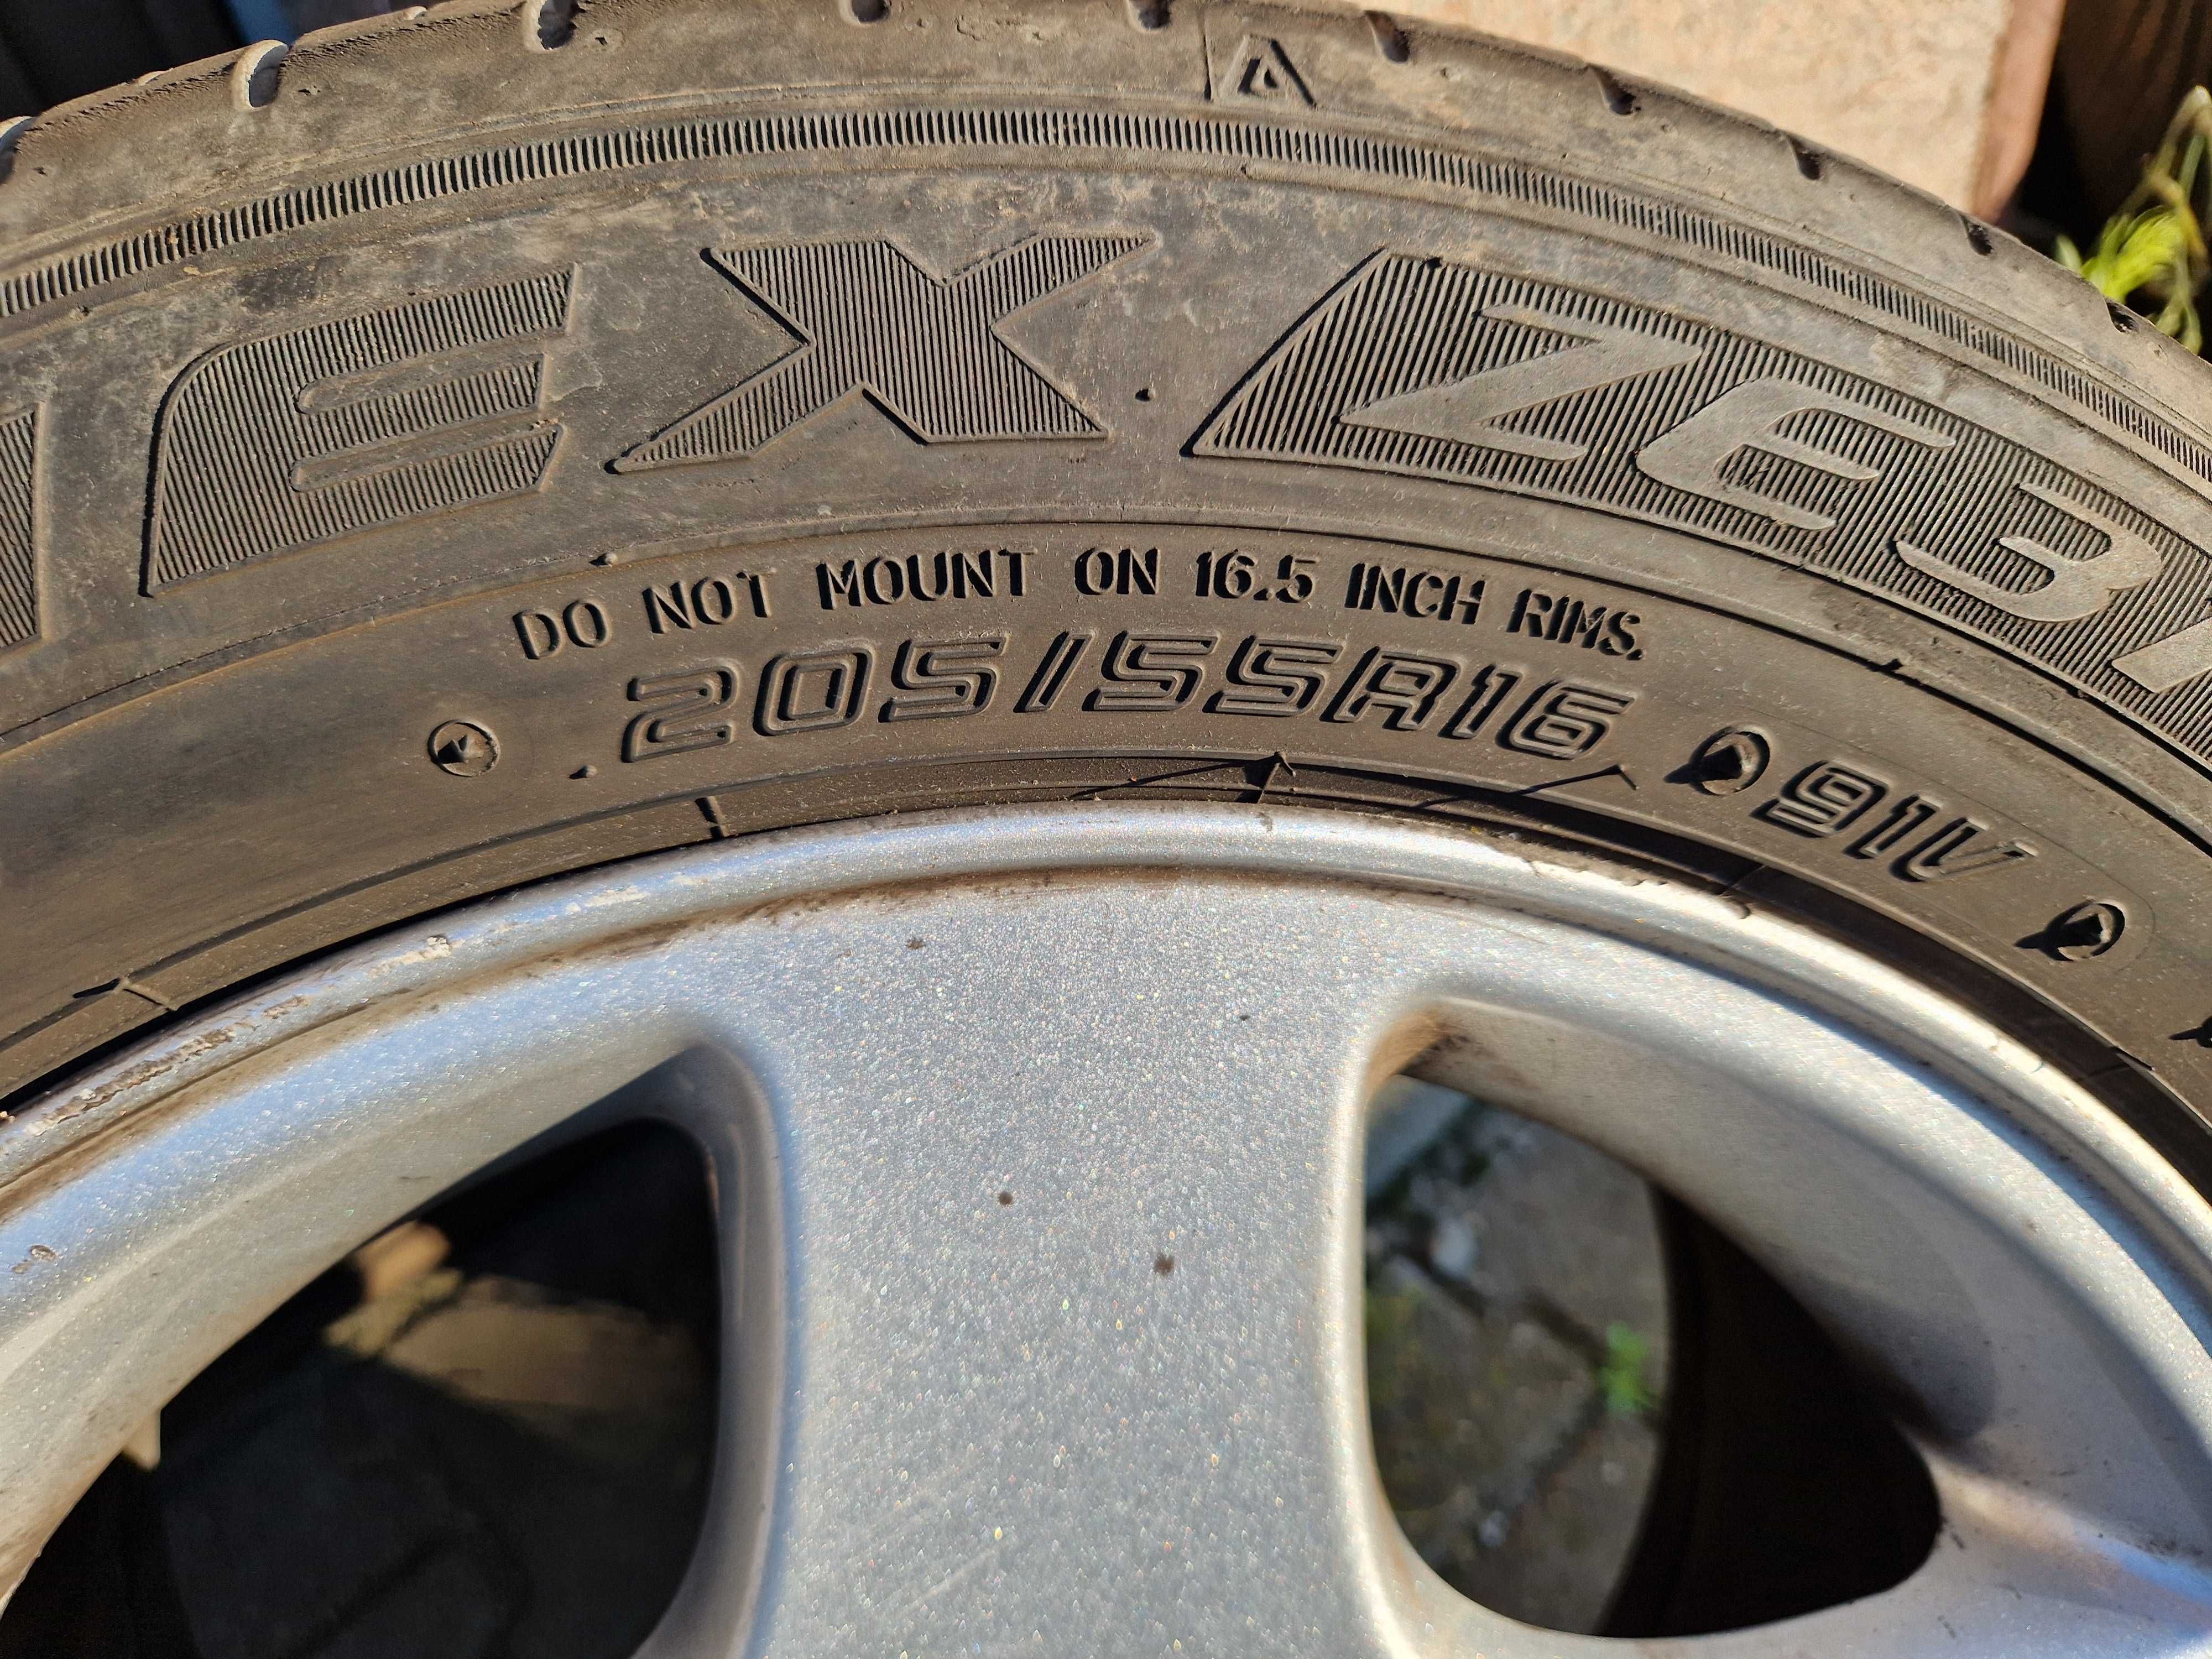 EX ZE
DO NOT MOUNT ON 16.5 INCH RIMS.
205/55R16 91V